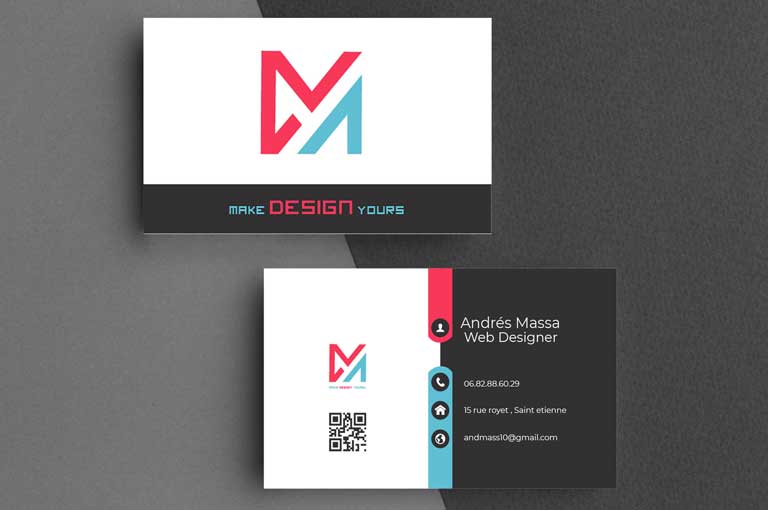 MAKE DESIGN YOURS
Andrés Massa
Web Designer
MAKE DESIGN YOURS
06.82.88.60.29
15 rue royet , Saint etienne
andmass10@gmail.com